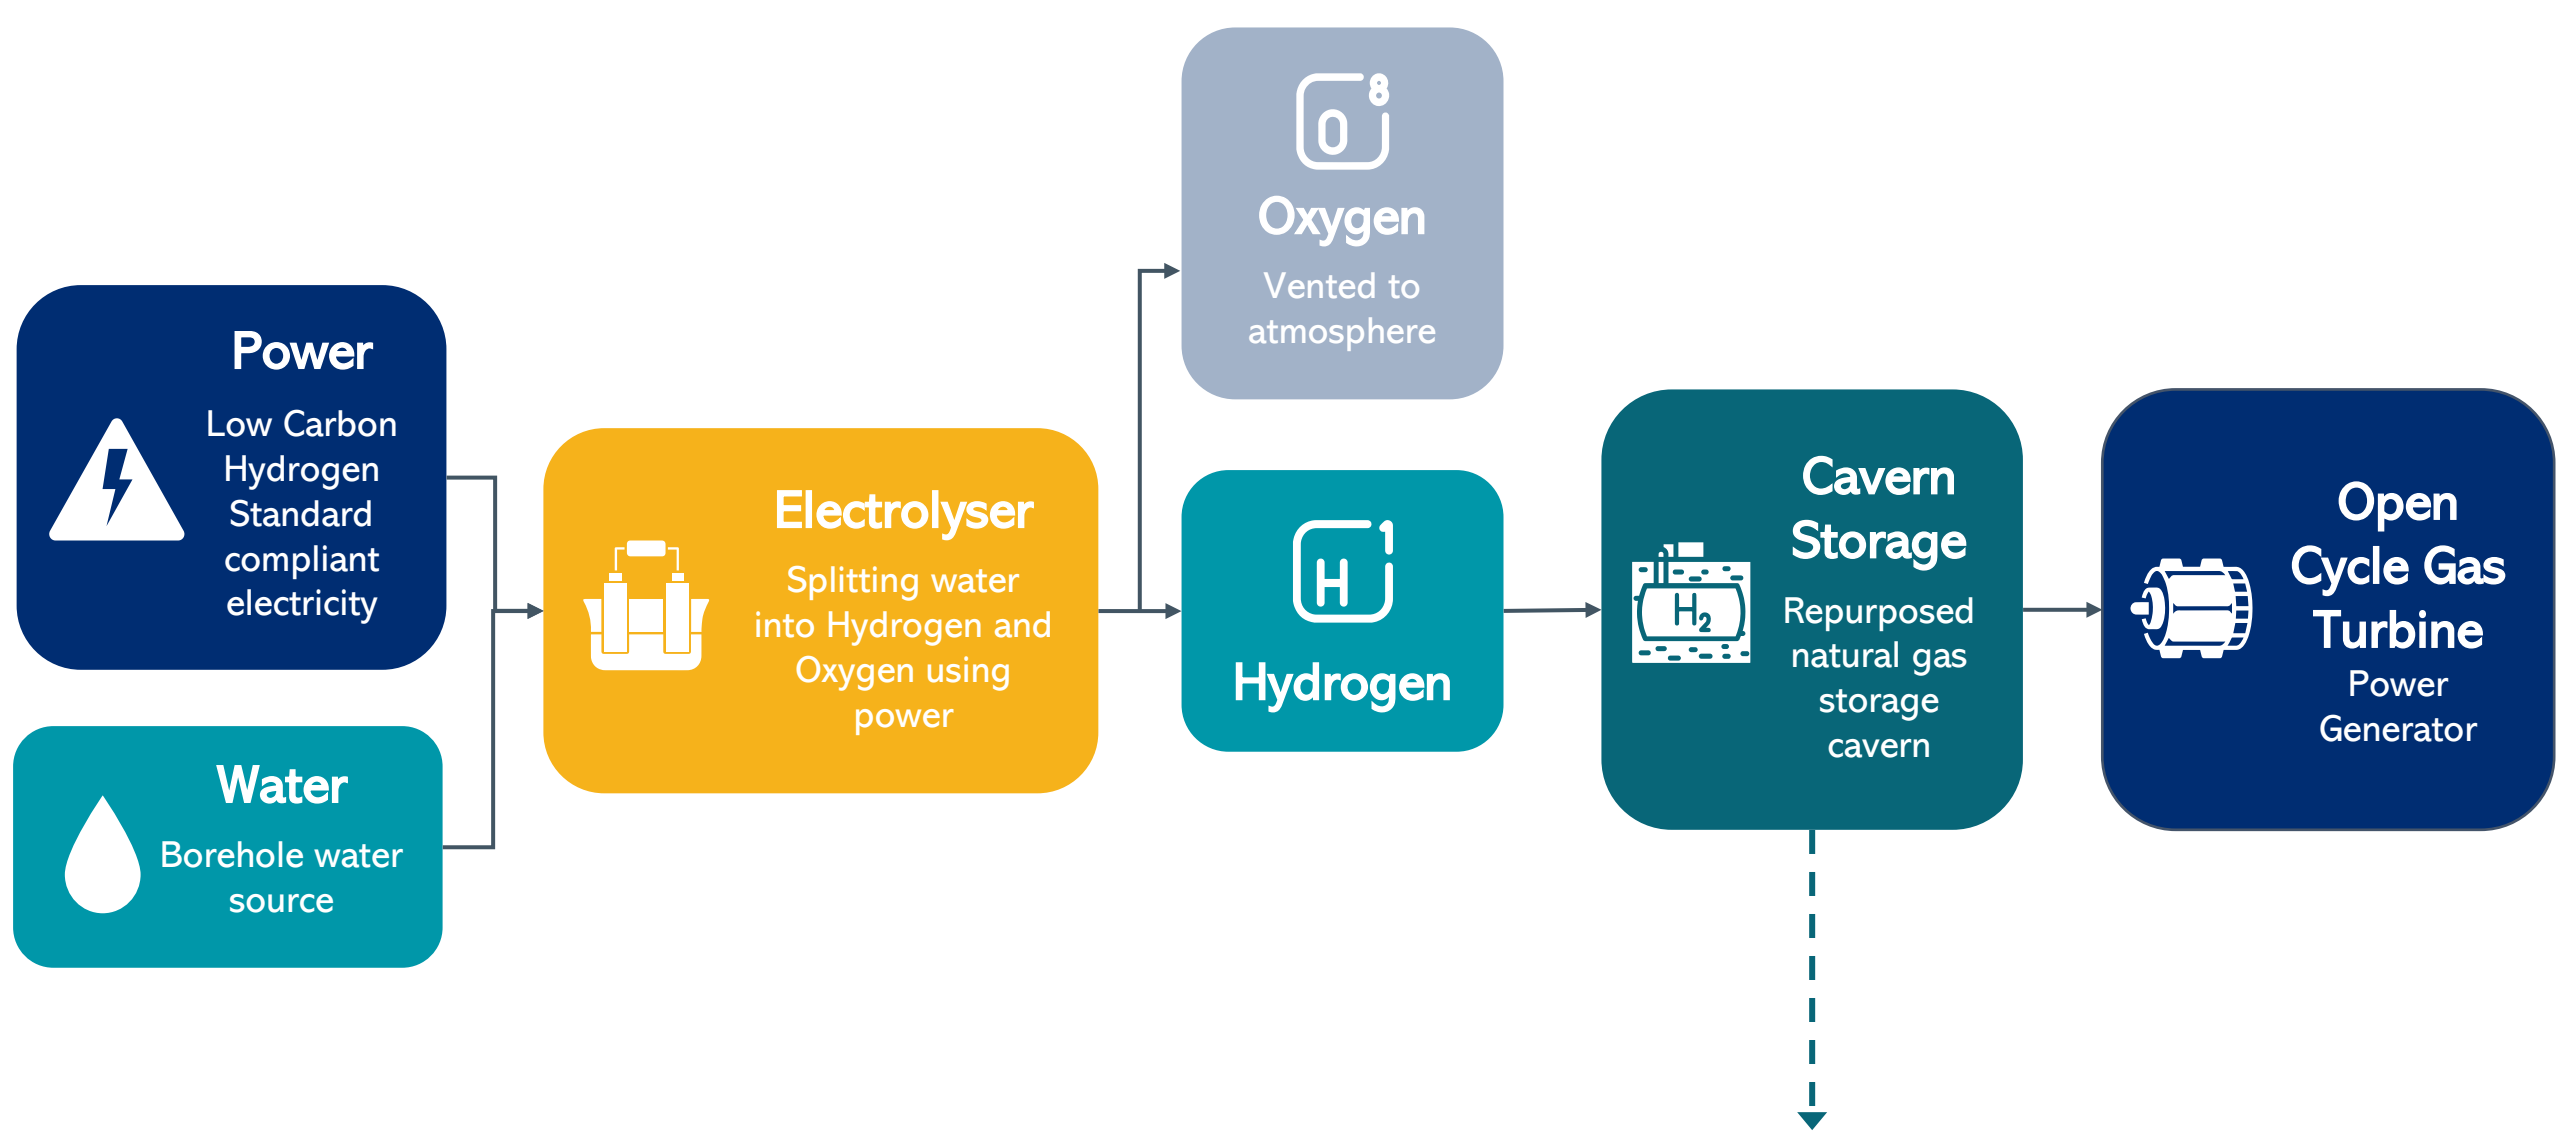 Power
Low Carbon
Hydrogen
Standard
compliant
electricity
Water
Borehole water
source
Electrolyser
Splitting water
into Hydrogen and
Oxygen using
power
8
O
Oxygen
Vented to
atmosphere
1
H
Hydrogen
Cavern
Storage
H2
Repurposed
natural gas
storage
cavern
Open
Cycle Gas
Turbine
Power
Generator